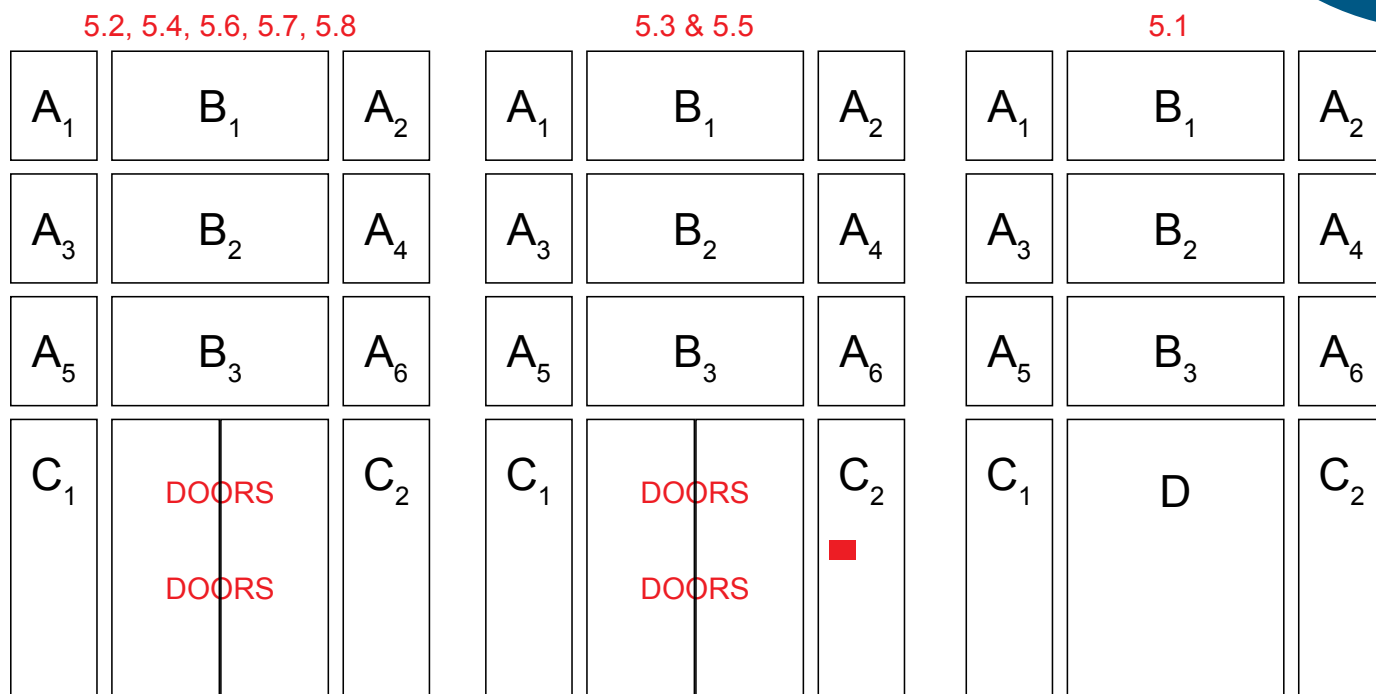 5.2, 5.4, 5.6, 5.7, 5.8 5.3 & 5.5 5.1
A₁ B₁ A₂ A₁ B₁ A₂ A₁ B₁ A₂
A₃ B₂ A₄ A₃ B₂ A₄ A₃ B₂ A₄
A₅ B₃ A₆ A₅ B₃ A₆ A₅ B₃ A₆
C₁ DOORS C₂ C₁ DOORS C₂ C₁ D C₂
DOORS DOORS